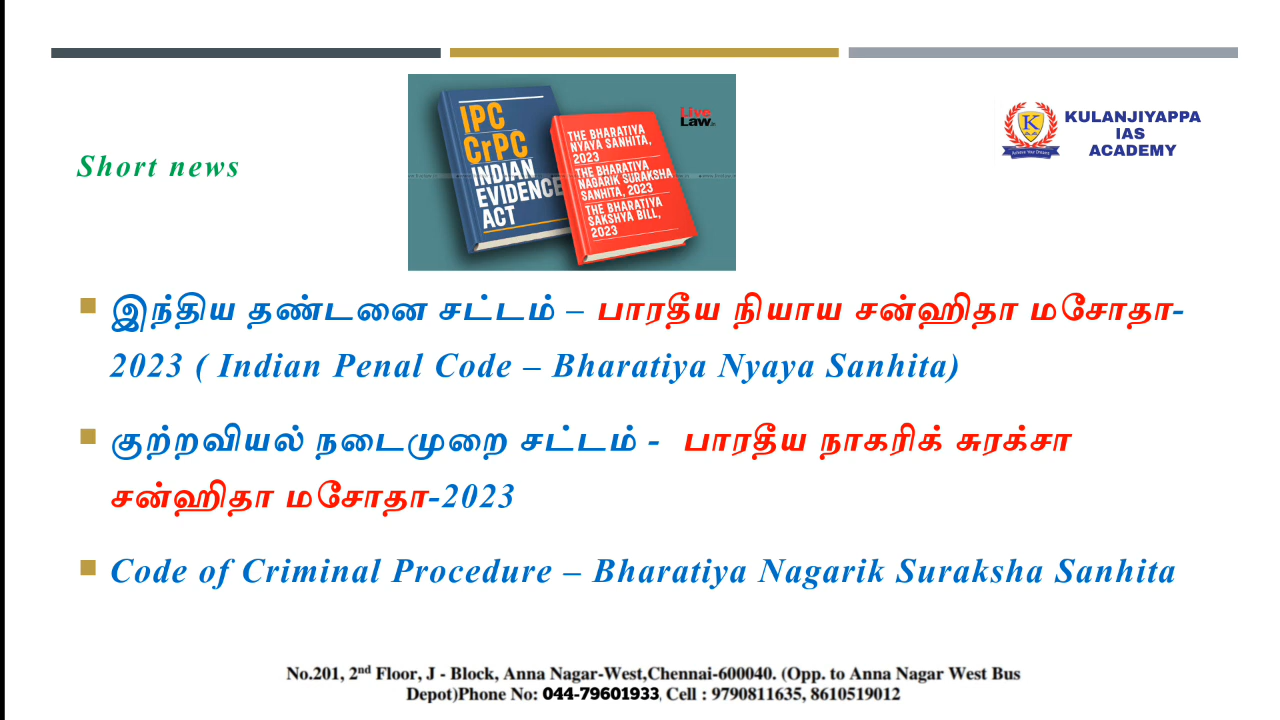 Short news
IPC
CrPC
INDIAN
EVIDENCE
ACT
THE BHARATIYA
NYAYA SANHITA,
2023
THE BHARATIYA
NAGARIK SURAKSHA
SANHITA, 2023
THE BHARATIYA
SAKSHYA BILL,
2023
Live
Law
K
KULANJIYAPPA
IAS
ACADEMY
இந்திய தண்டனை சட்டம் – பாரதீய நியாய சன்ஹிதா மசோதா-
2023 ( Indian Penal Code – Bharatiya Nyaya Sanhita)
குற்றவியல் நடைமுறை சட்டம் - பாரதீய நாகரிக் சுரக்சா
சன்ஹிதா மசோதா-2023
Code of Criminal Procedure – Bharatiya Nagarik Suraksha Sanhita
No.201, 2nd Floor, J - Block, Anna Nagar-West,Chennai-600040. (Opp. to Anna Nagar West Bus
Depot)Phone No: 044-79601933, Cell : 9790811635, 8610519012